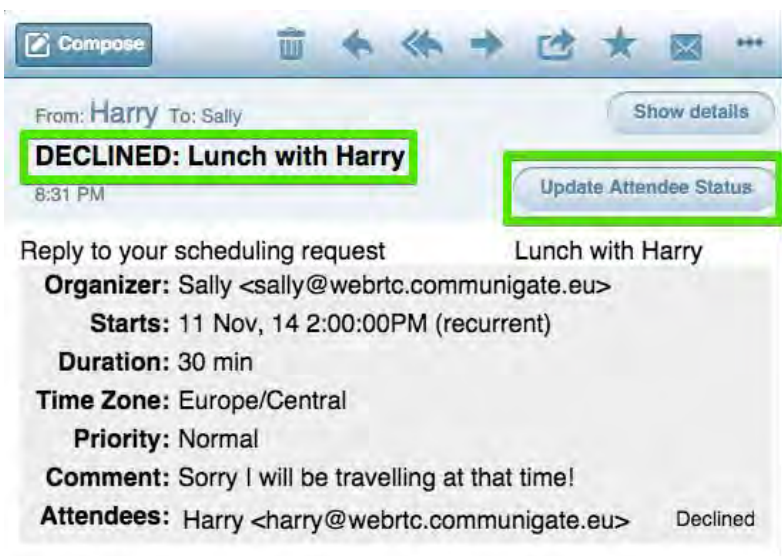 Compose
From: Harry To: Sally
Show details
DECLINED: Lunch with Harry
8:31 PM
Update Attendee Status
Reply to your scheduling request Lunch with Harry
Organizer: Sally <sally@webrtc.communigate.eu>
Starts: 11 Nov, 14 2:00:00PM (recurrent)
Duration: 30 min
Time Zone: Europe/Central
Priority: Normal
Comment: Sorry I will be travelling at that time!
Attendees: Harry <harry@webrtc.communigate.eu> Declined